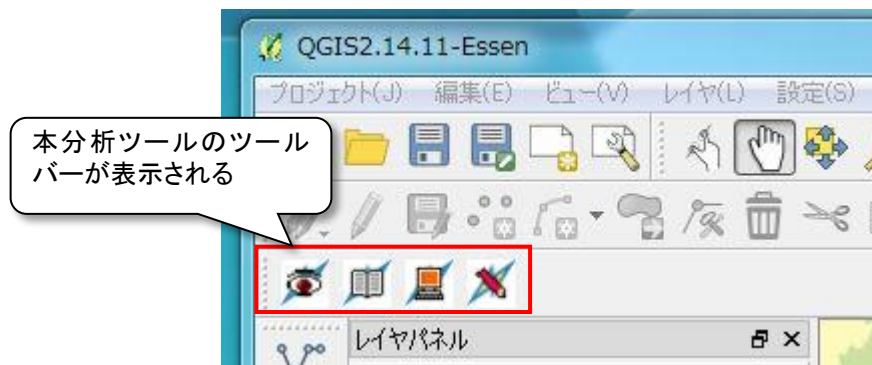 QGIS2.14.11-Essen
プロジェクト(J) 編集(E) ビュー(V) レイヤ(L) 設定(S)
本分析ツールのツール
バーが表示される
レイヤパネル